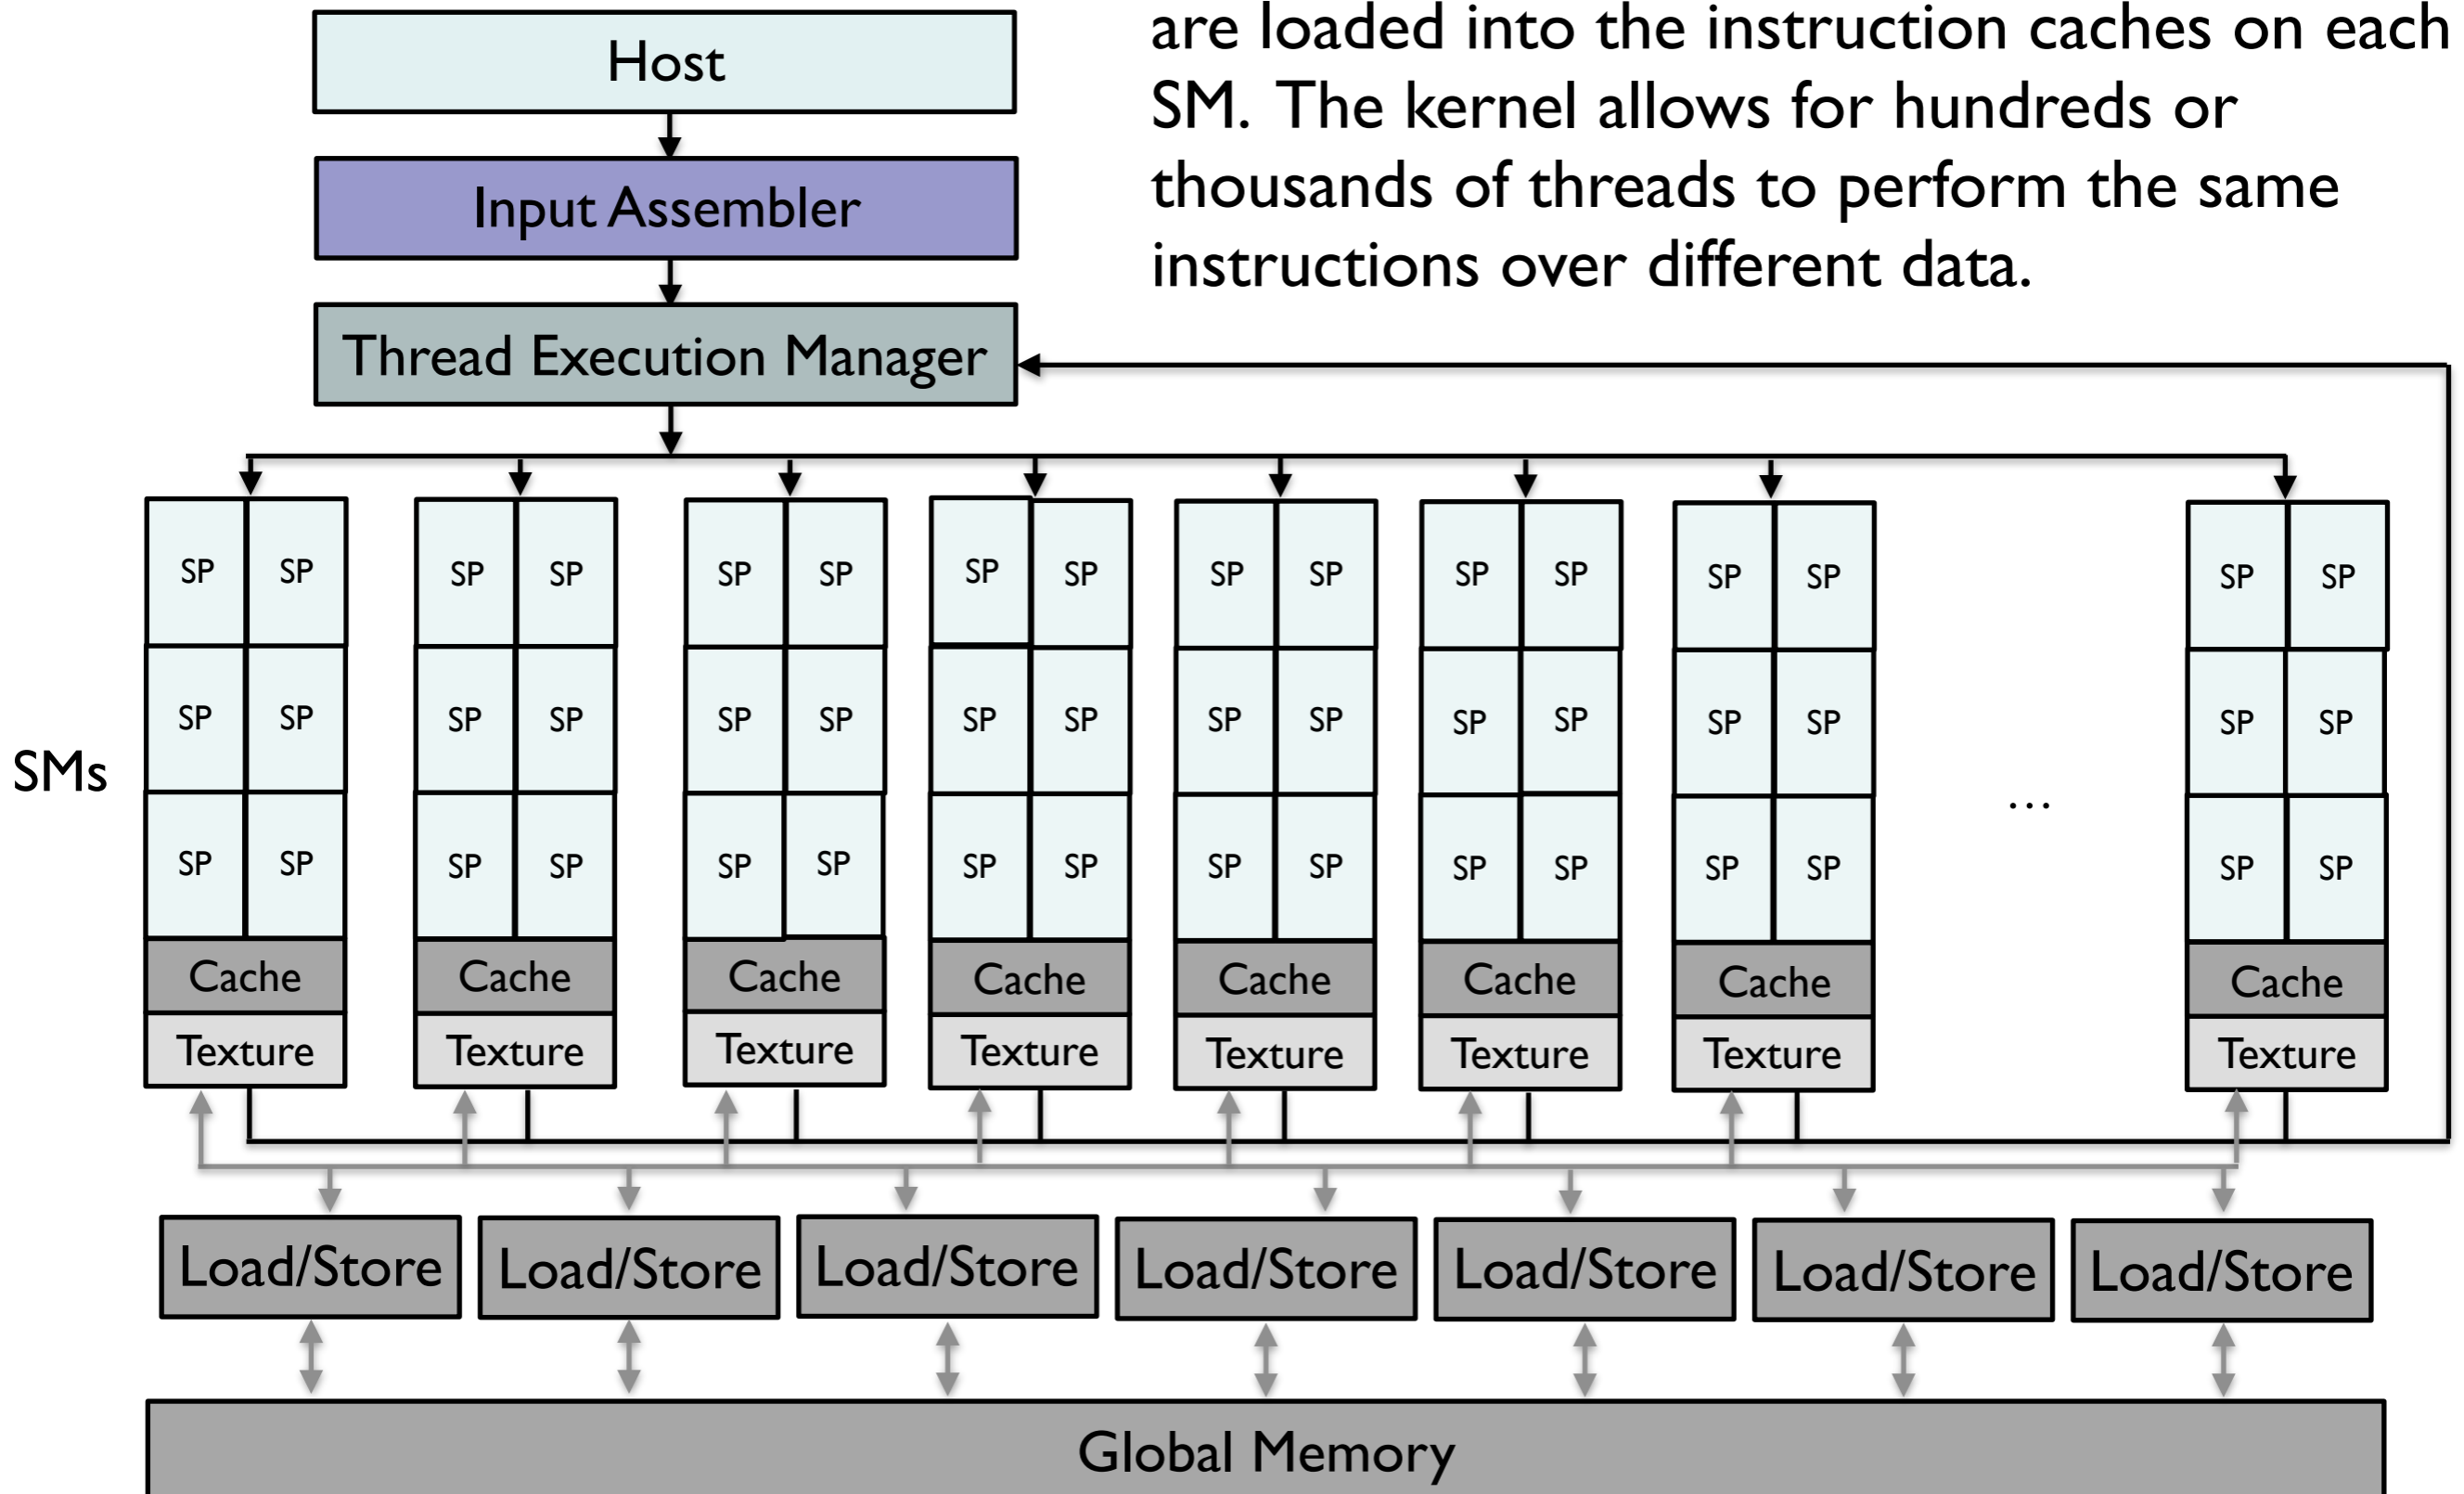 are loaded into the instruction caches on each
SM. The kernel allows for hundreds or
thousands of threads to perform the same
instructions over different data.
Host
Input Assembler
Thread Execution Manager
SP SP SP SP SP SP SP SP SP SP SP SP SP SP SP SP
SP SP SP SP SP SP SP SP SP SP SP SP SP SP SP SP
SMs
...
SP SP SP SP SP SP SP SP SP SP SP SP SP SP SP SP
Cache Cache Cache Cache Cache Cache Cache Cache
Texture Texture Texture Texture Texture Texture Texture Texture
Load/Store Load/Store Load/Store Load/Store Load/Store Load/Store Load/Store
Global Memory